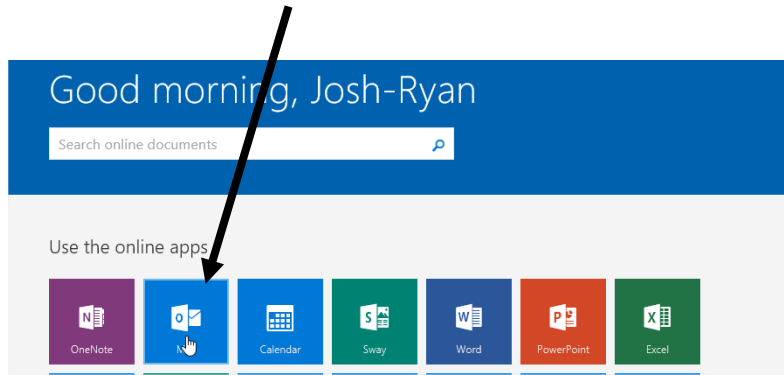 Good morning, Josh-Ryan
Search online documents
Use the online apps
OneNote
Calendar
Sway
Word
PowerPoint
Excel